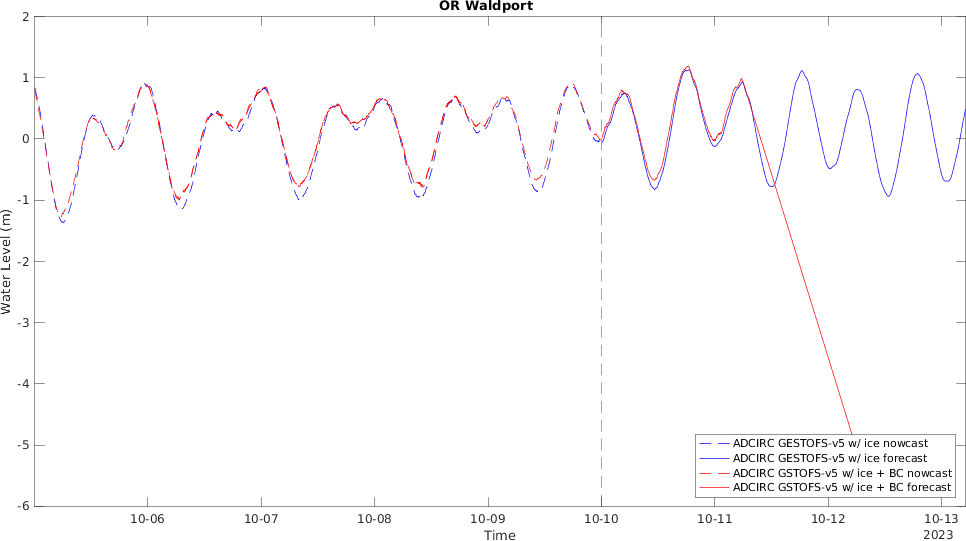 OR Waldport
2
1
0
-1
-2
-3
-4
-5
-6
Water Level (m)
10-06
10-07
10-08
10-09
10-10
10-11
10-12
10-13
2023
Time
ADCIRC GESTOFS-v5 w/ ice nowcast
ADCIRC GESTOFS-v5 w/ ice forecast
ADCIRC GSTOFS-v5 w/ ice + BC nowcast
ADCIRC GSTOFS-v5 w/ ice + BC forecast